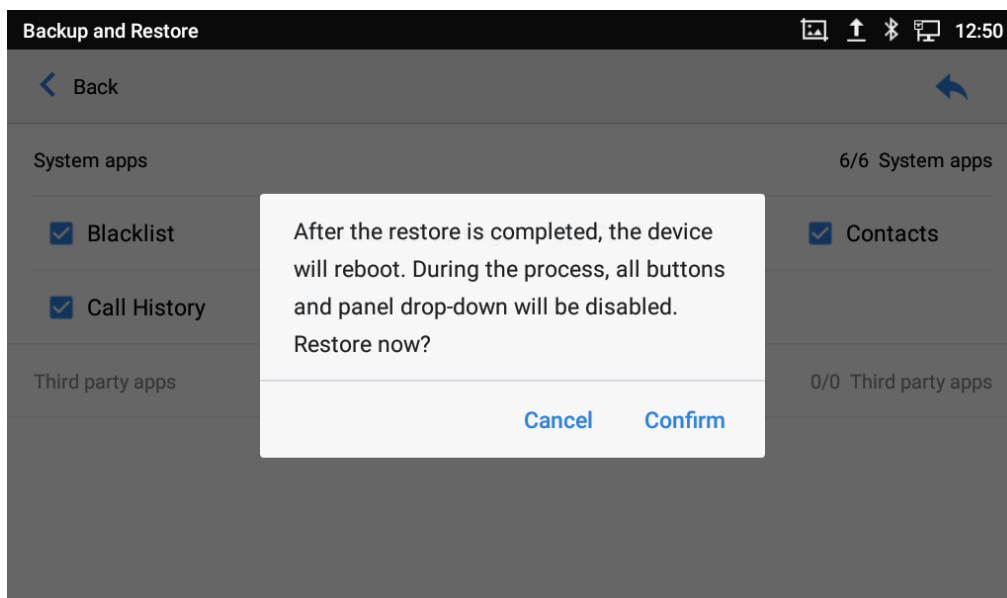 Backup and Restore 12:50
Back
System apps 6/6 System apps
Blacklist Contacts
Call History
Third party apps 0/0 Third party apps
After the restore is completed, the device
will reboot. During the process, all buttons
and panel drop-down will be disabled.
Restore now?
Cancel Confirm